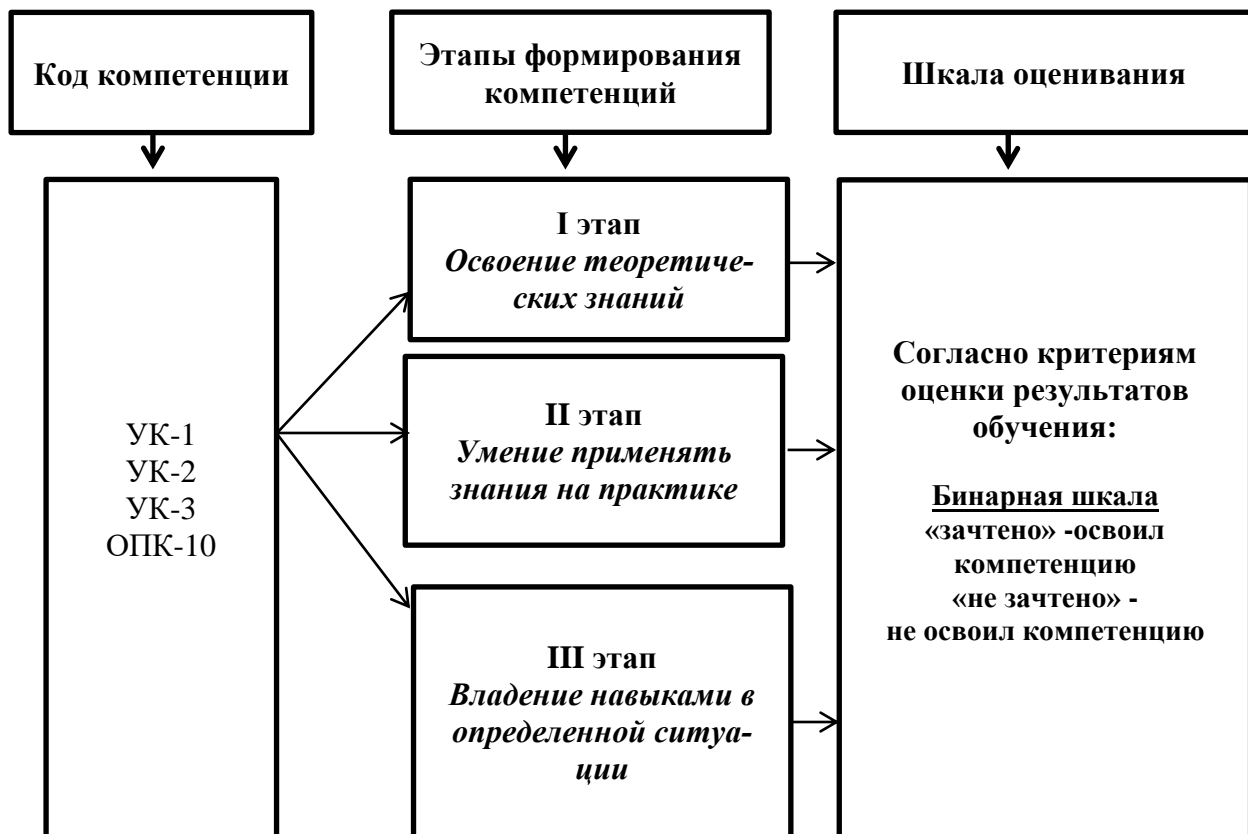 Код компетенции
Этапы формирования
компетенций
Шкала оценивания
УК-1
УК-2
УК-3
ОПК-10
I этап
Освоение теоретиче-
ских знаний
II этап
Умение применять
знания на практике
III этап
Владение навыками в
определенной ситуа-
ции
Согласно критериям
оценки результатов
обучения:
Бинарная шкала
«зачтено» -освоил
компетенцию
«не зачтено» -
не освоил компетенцию